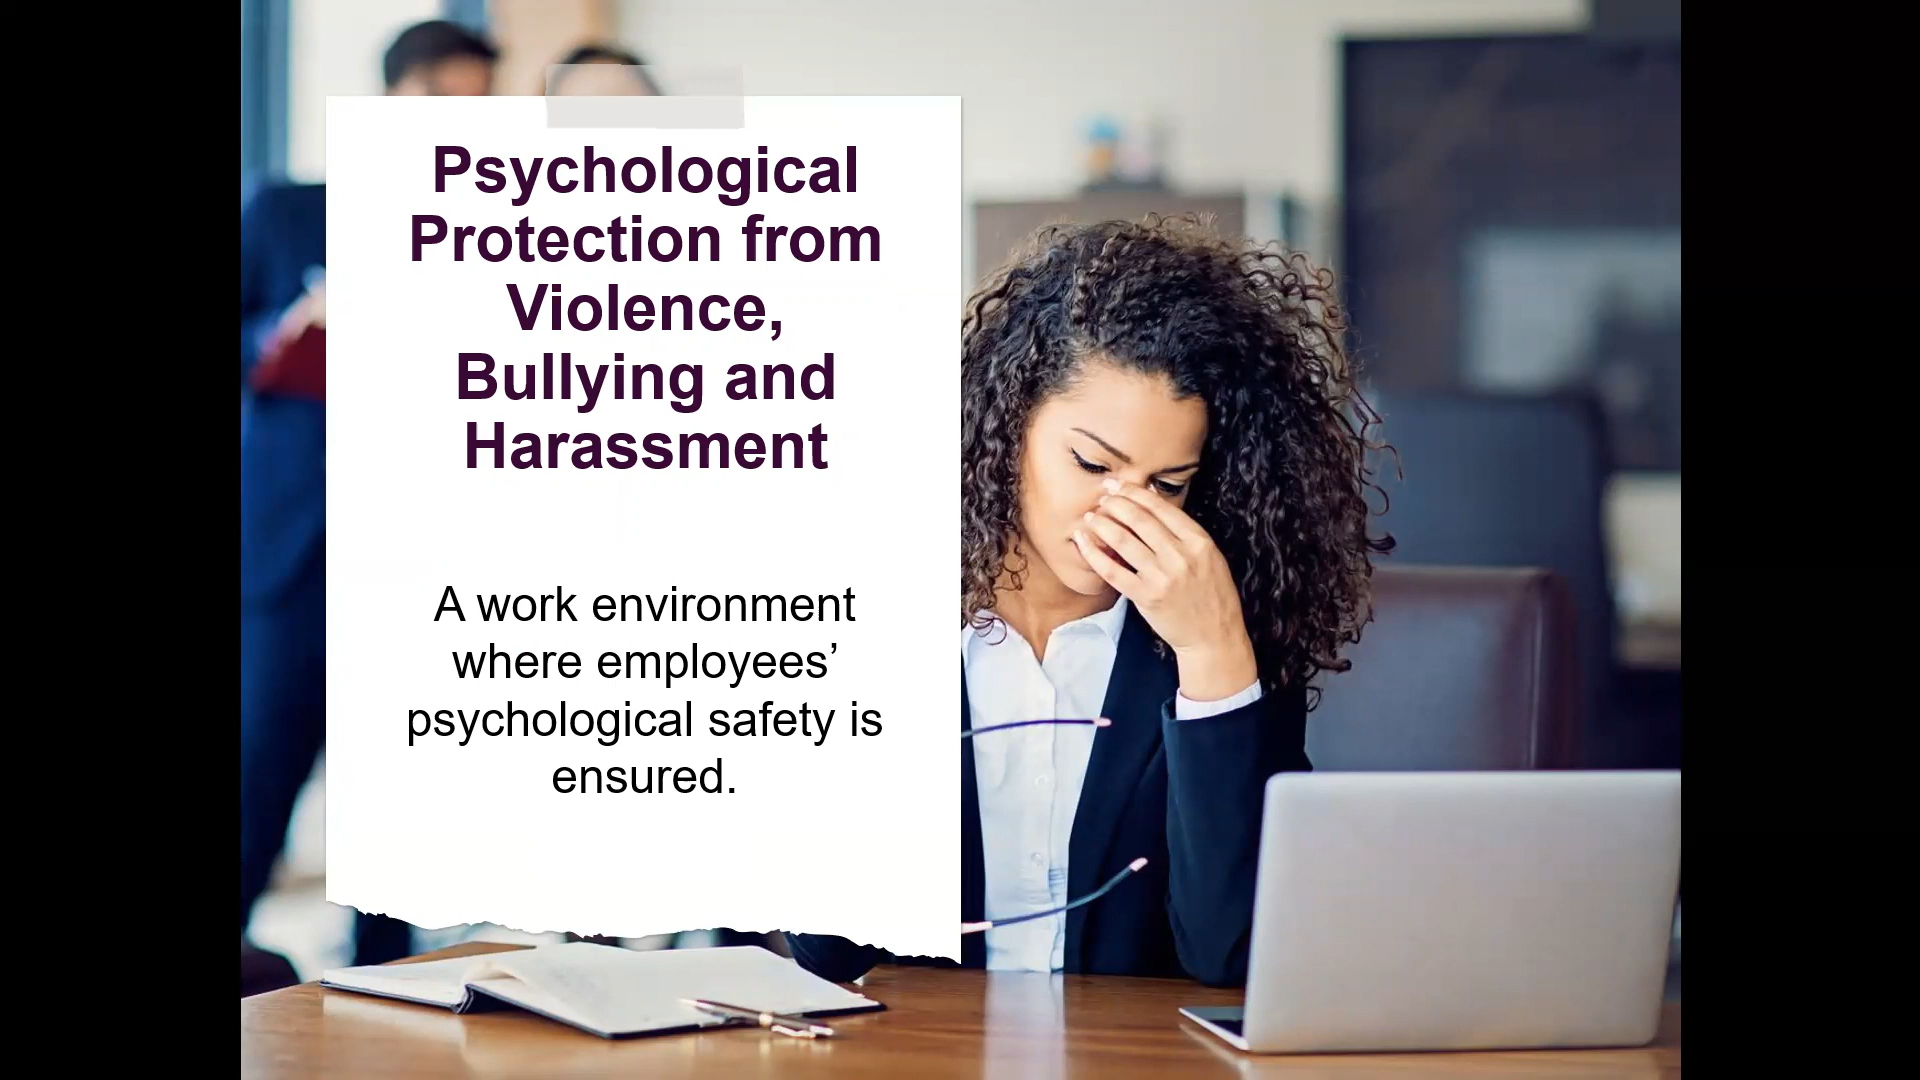 Psychological
Protection from
Violence,
Bullying and
Harassment
A work environment
where employees’
psychological safety is
ensured.